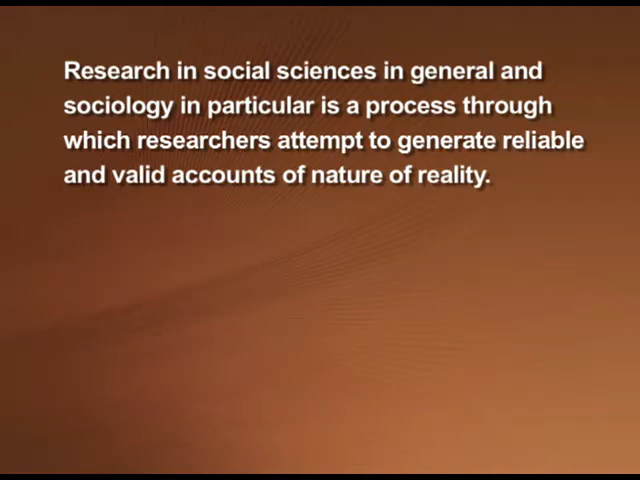 Research in social sciences in general and
sociology in particular is a process through
which researchers attempt to generate reliable
and valid accounts of nature of reality.